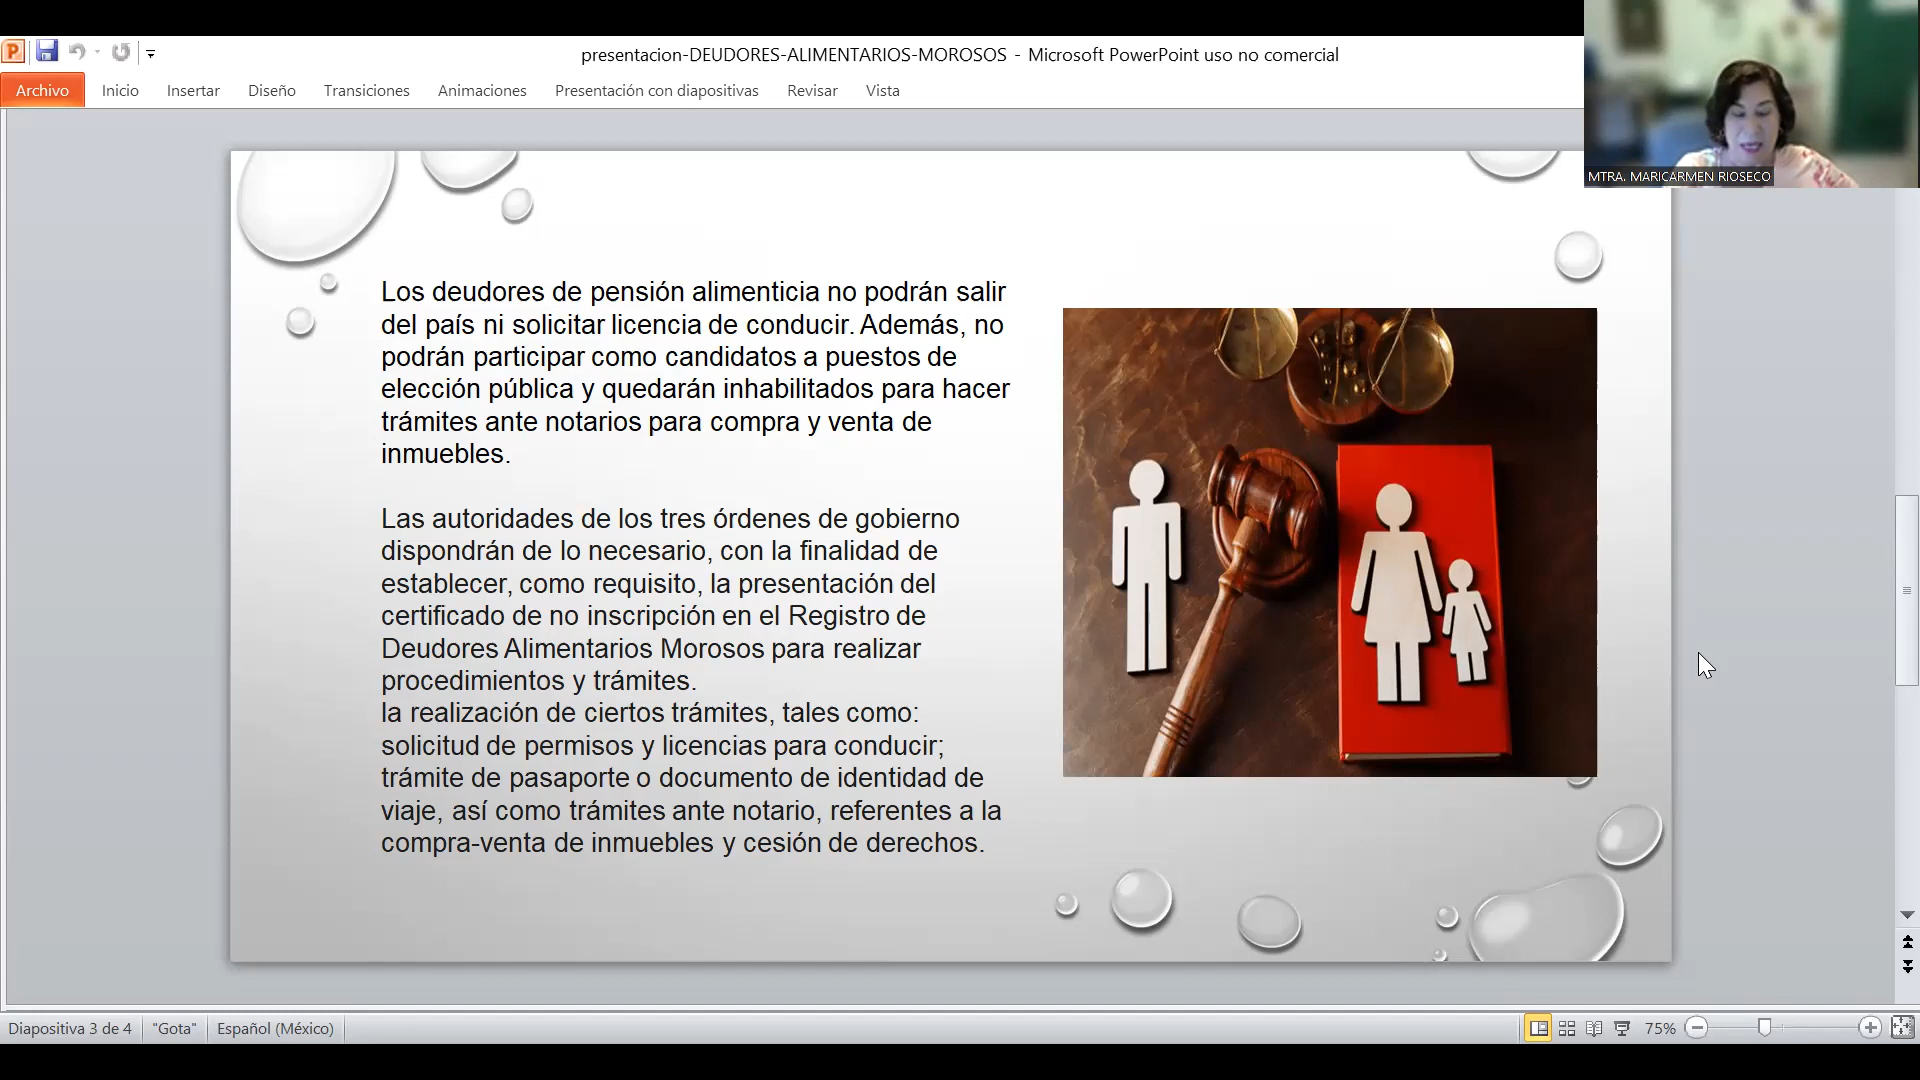 presentacion-DEUDORES-ALIMENTARIOS-MOROSOS - Microsoft PowerPoint uso no comercial
Archivo Inicio Insertar Diseño Transiciones Animaciones Presentación con diapositivas Revisar Vista
MTRA. MARICARMEN RIOSECO
Los deudores de pensión alimenticia no podrán salir
del país ni solicitar licencia de conducir. Además, no
podrán participar como candidatos a puestos de
elección pública y quedarán inhabilitados para hacer
trámites ante notarios para compra y venta de
inmuebles.
Las autoridades de los tres órdenes de gobierno
dispondrán de lo necesario, con la finalidad de
establecer, como requisito, la presentación del
certificado de no inscripción en el Registro de
Deudores Alimentarios Morosos para realizar
procedimientos y trámites.
la realización de ciertos trámites, tales como:
solicitud de permisos y licencias para conducir;
trámite de pasaporte o documento de identidad de
viaje, así como trámites ante notario, referentes a la
compra-venta de inmuebles y cesión de derechos.
Diapositiva 3 de 4 "Gota" Español (México) 75%